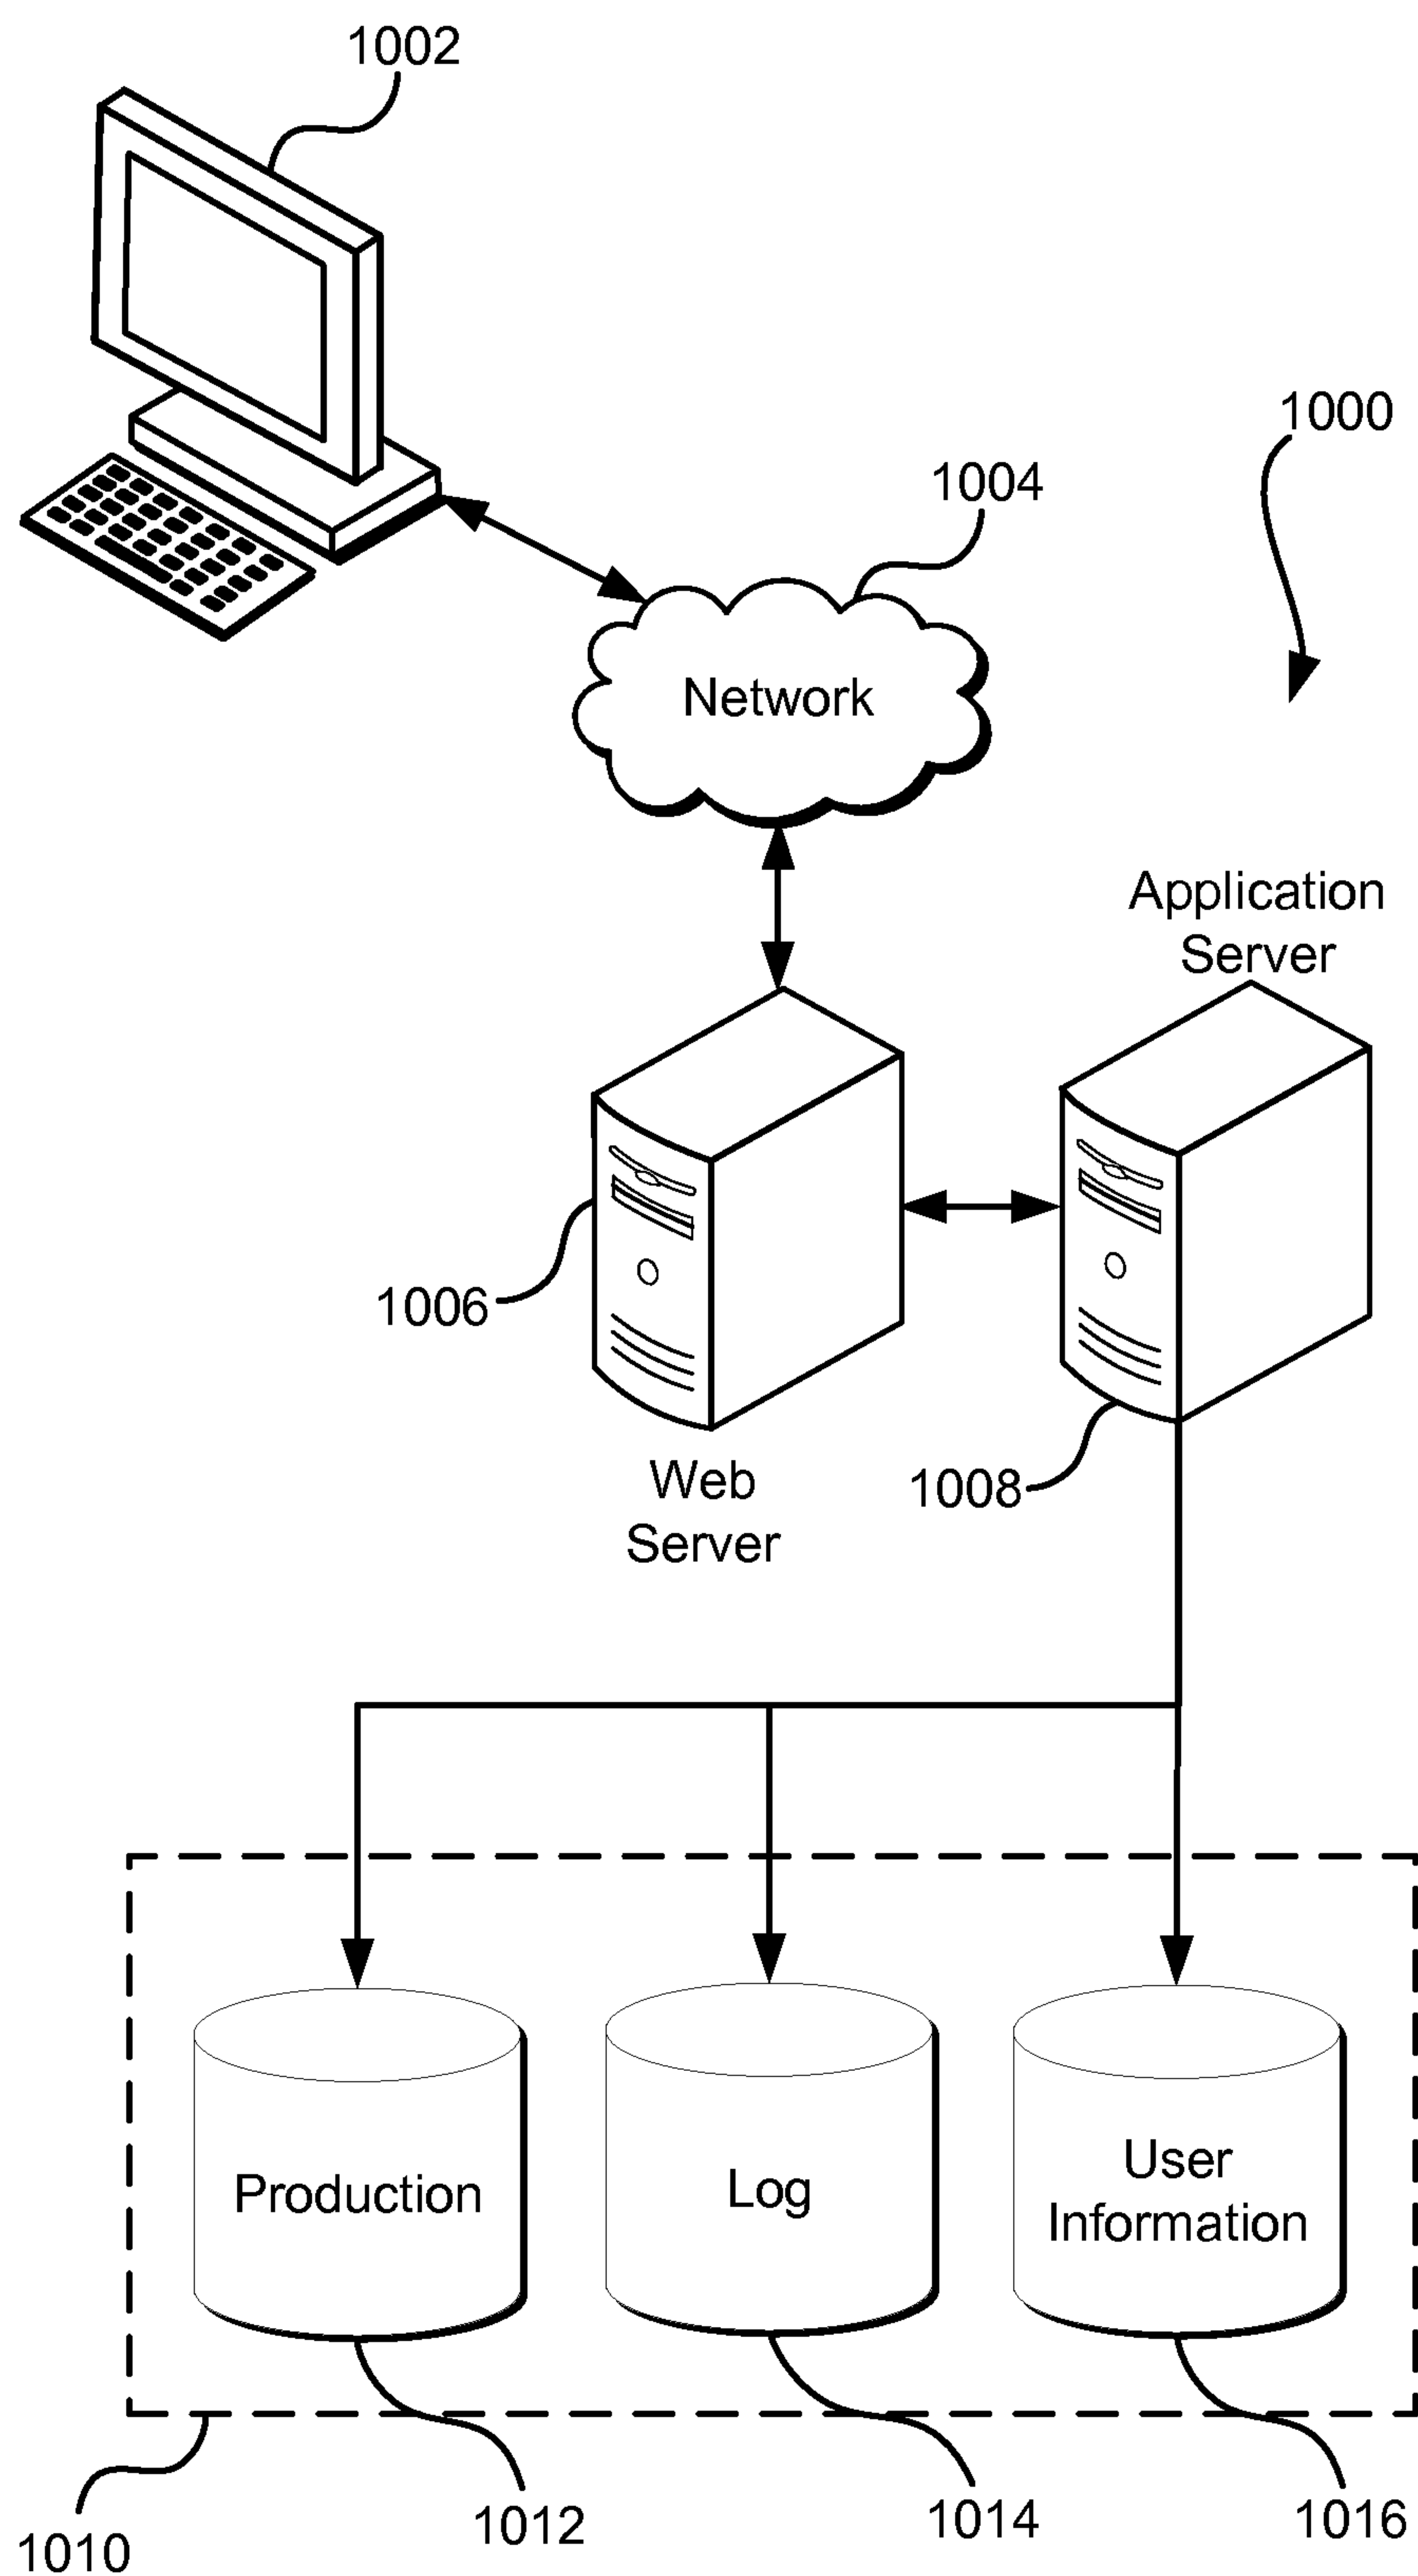 1002
1000
1004
Network
Application
Server
1006
Web
Server
1008
Production
Log
User
Information
1010
1012
1014
1016